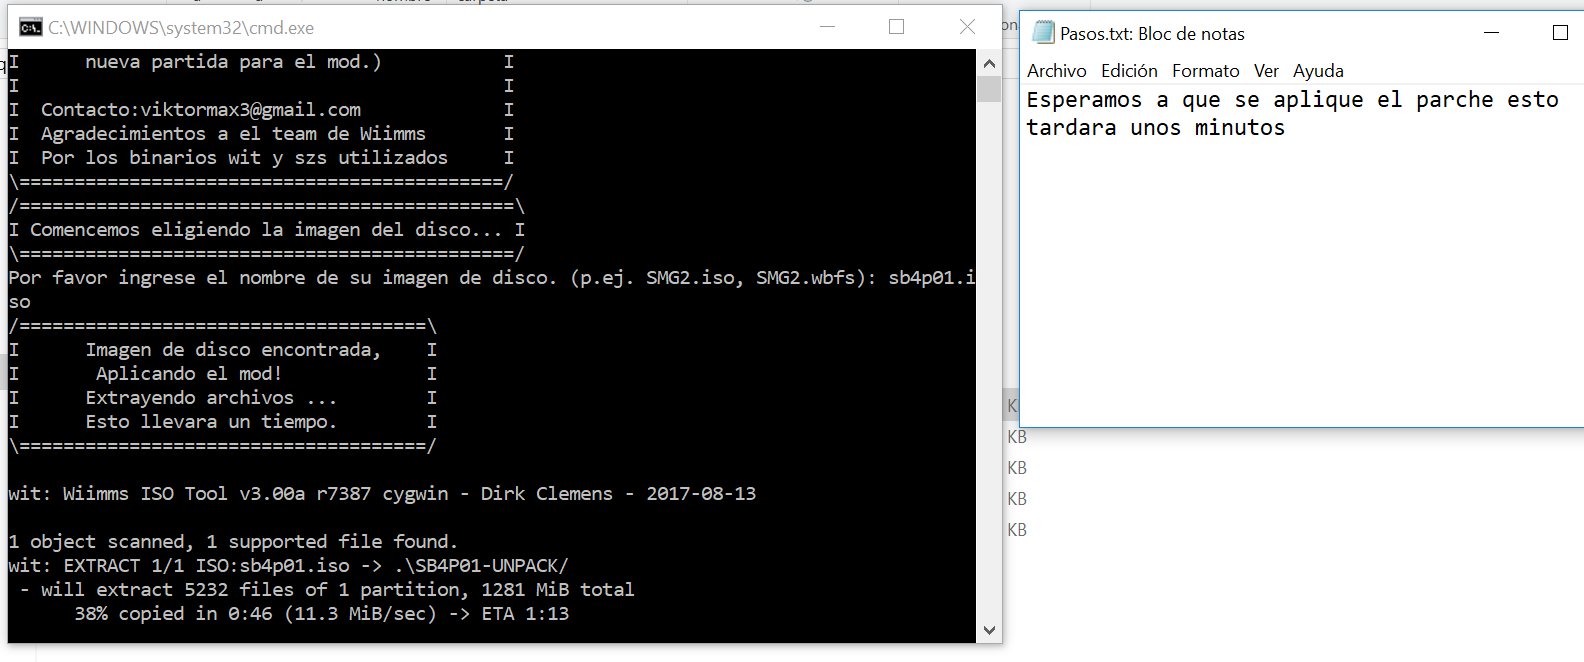 C:\WINDOWS\system32\cmd.exe
I      nueva partida para el mod.)           I
I                                            I
I  Contacto:viktormax3@gmail.com             I
I  Agradecimientos a el team de Wiimms       I
I  Por los binarios wit y szs utilizados     I
\============================================/
/=============================================\
I Comencemos eligiendo la imagen del disco... I
\=============================================/
Por favor ingrese el nombre de su imagen de disco. (p.ej. SMG2.iso, SMG2.wbfs): sb4p01.i
so
/=====================================\
I      Imagen de disco encontrada,    I
I       Aplicando el mod!             I
I      Extrayendo archivos ...        I
I      Esto llevara un tiempo.        I
\=====================================/
wit: Wiimms ISO Tool v3.00a r7387 cygwin - Dirk Clemens - 2017-08-13
1 object scanned, 1 supported file found.
wit: EXTRACT 1/1 ISO:sb4p01.iso -> .\SB4P01-UNPACK/
 - will extract 5232 files of 1 partition, 1281 MiB total
      38% copied in 0:46 (11.3 MiB/sec) -> ETA 1:13
Pasos.txt: Bloc de notas
Archivo Edición Formato Ver Ayuda
Esperamos a que se aplique el parche esto
tardara unos minutos
KB
KB
KB
KB